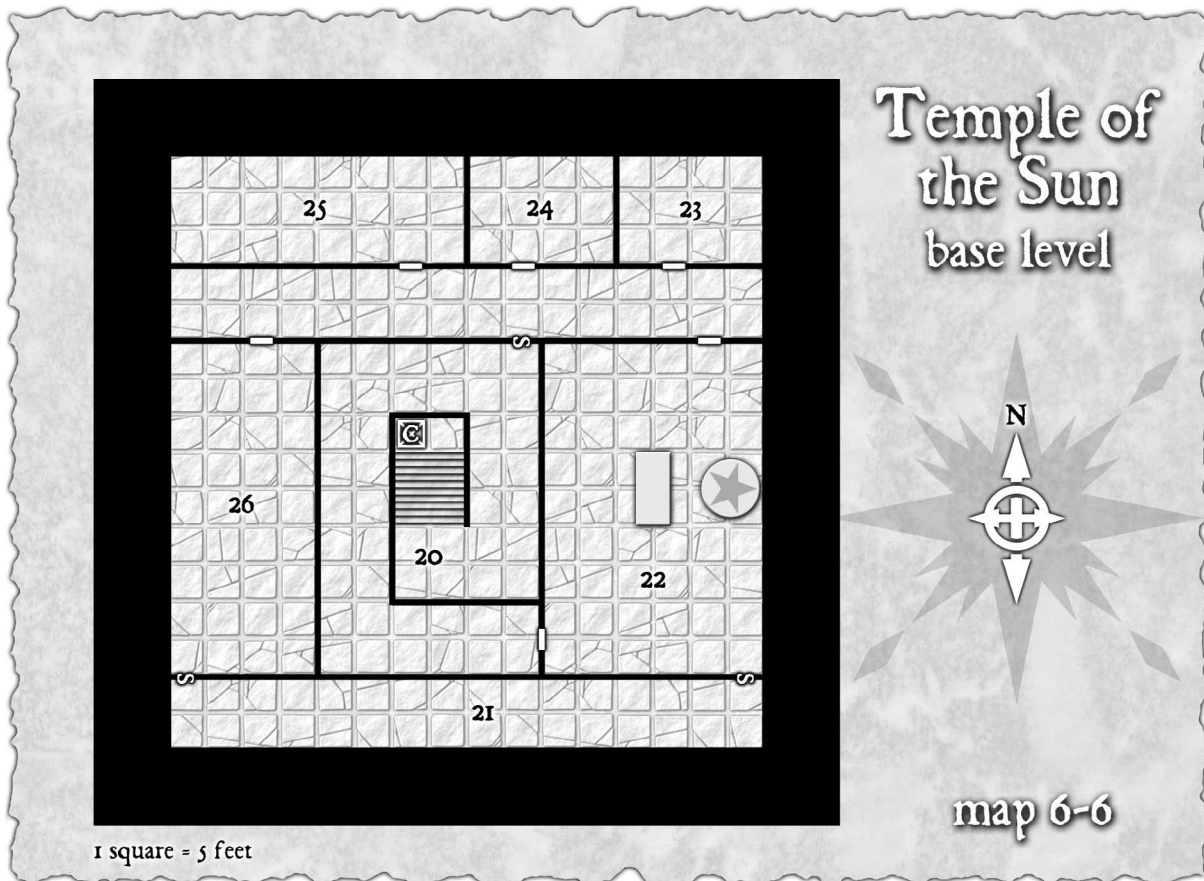 Temple of
the Sun
base level
25
24
23
S
C
N
26
20
22
S
S
21
map 6-6
1 square = 5 feet